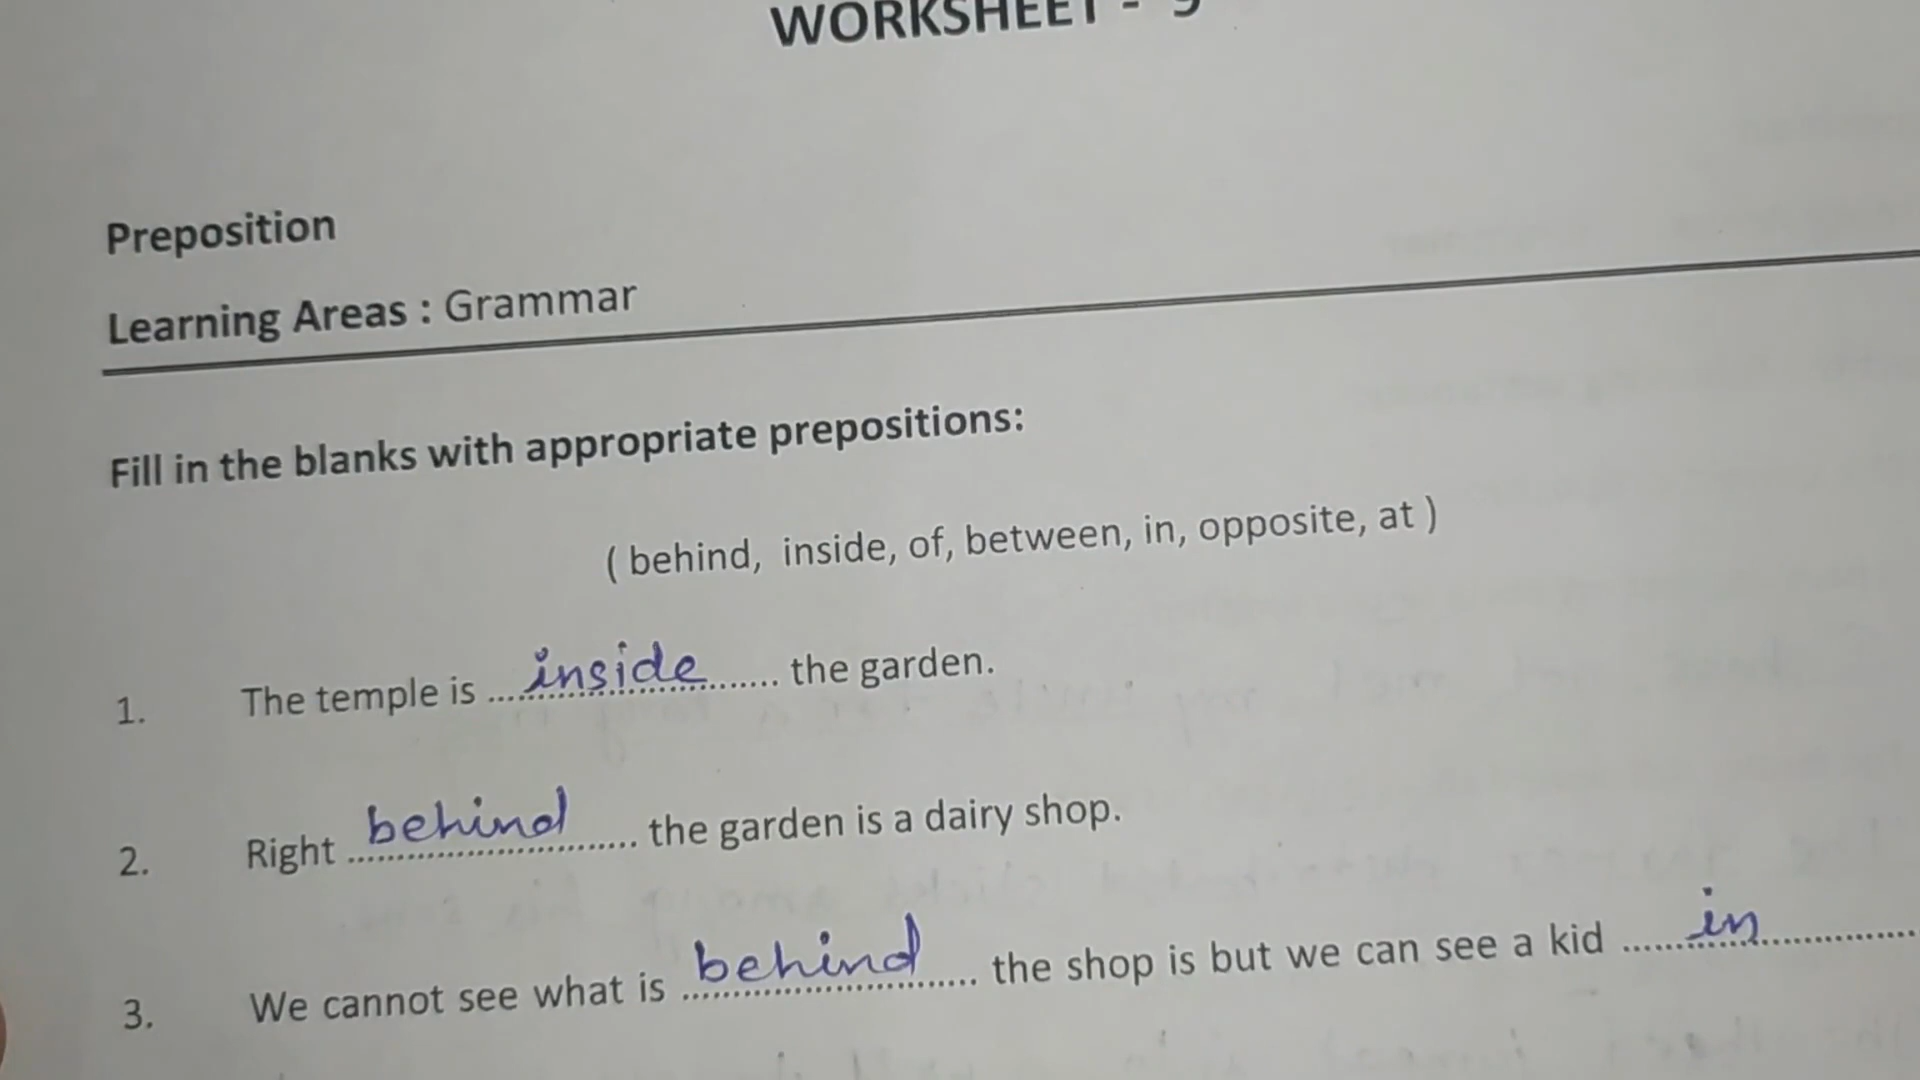 WORKSHEET - 9
Preposition
Learning Areas : Grammar
Fill in the blanks with appropriate prepositions:
( behind, inside, of, between, in, opposite, at )
1. The temple is ....inside....... the garden.
2. Right ....behind....... the garden is a dairy shop.
3. We cannot see what is ....behind....... the shop is but we can see a kid ....in.......